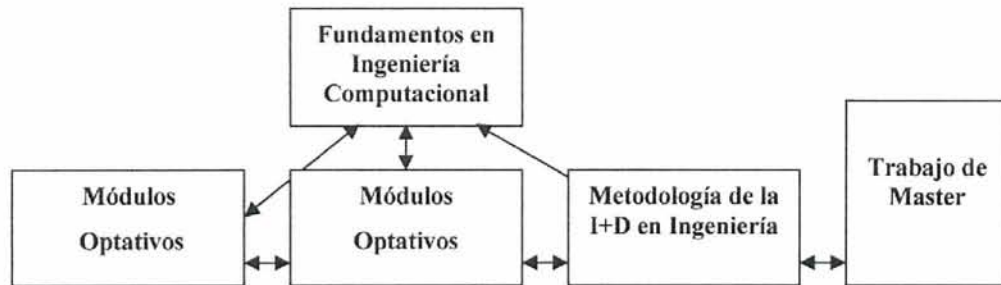 Fundamentos en
Ingeniería
Computacional
Módulos
Optativos
Módulos
Optativos
Metodología de la
I+D en Ingeniería
Trabajo de
Master